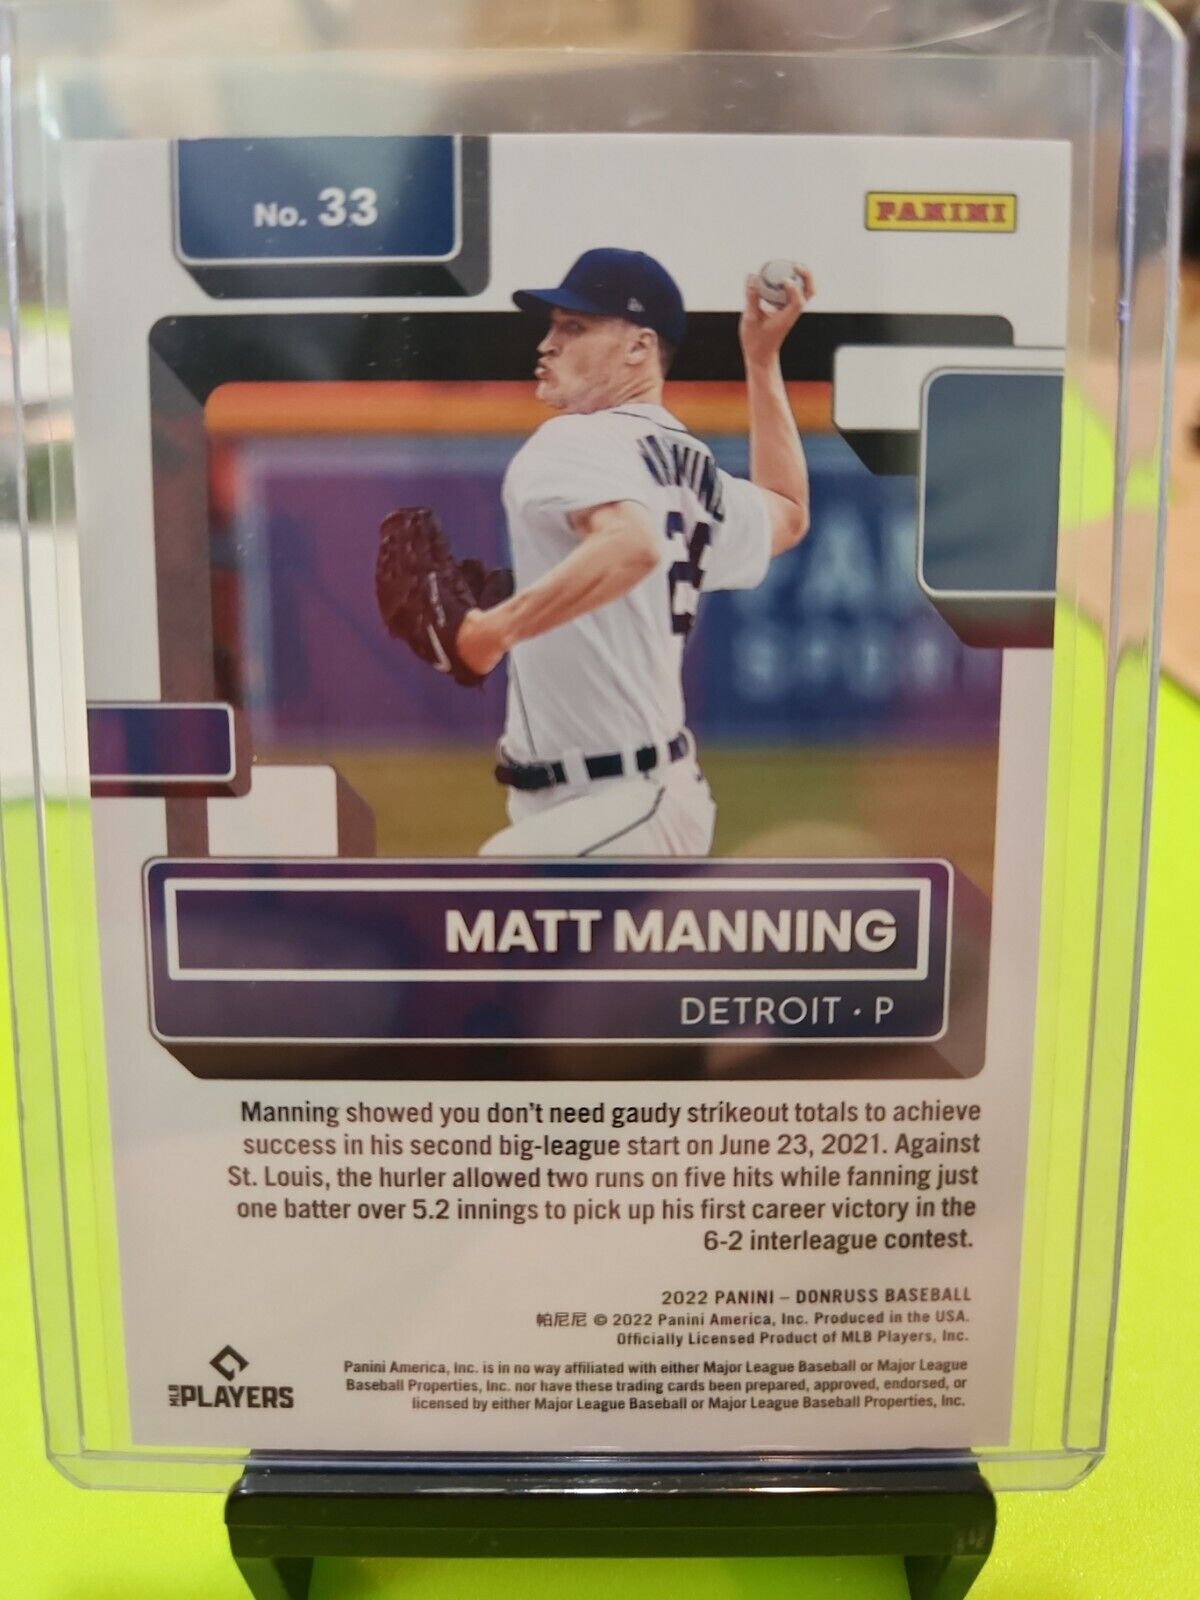 No. 33
PANINI
MATT MANNING
DETROIT · P
Manning showed you don't need gaudy strikeout totals to achieve
success in his second big-league start on June 23, 2021. Against
St. Louis, the hurler allowed two runs on five hits while fanning just
one batter over 5.2 innings to pick up his first career victory in the
6-2 interleague contest.
2022 PANINI – DONRUSS BASEBALL
帕尼尼 © 2022 Panini America, Inc. Produced in the USA.
Officially Licensed Product of MLB Players, Inc.
Panini America, Inc. is in no way affiliated with either Major League Baseball or Major League
Baseball Properties, Inc. nor have these trading cards been prepared, approved, endorsed, or
licensed by either Major League Baseball or Major League Baseball Properties, Inc.
MLB PLAYERS